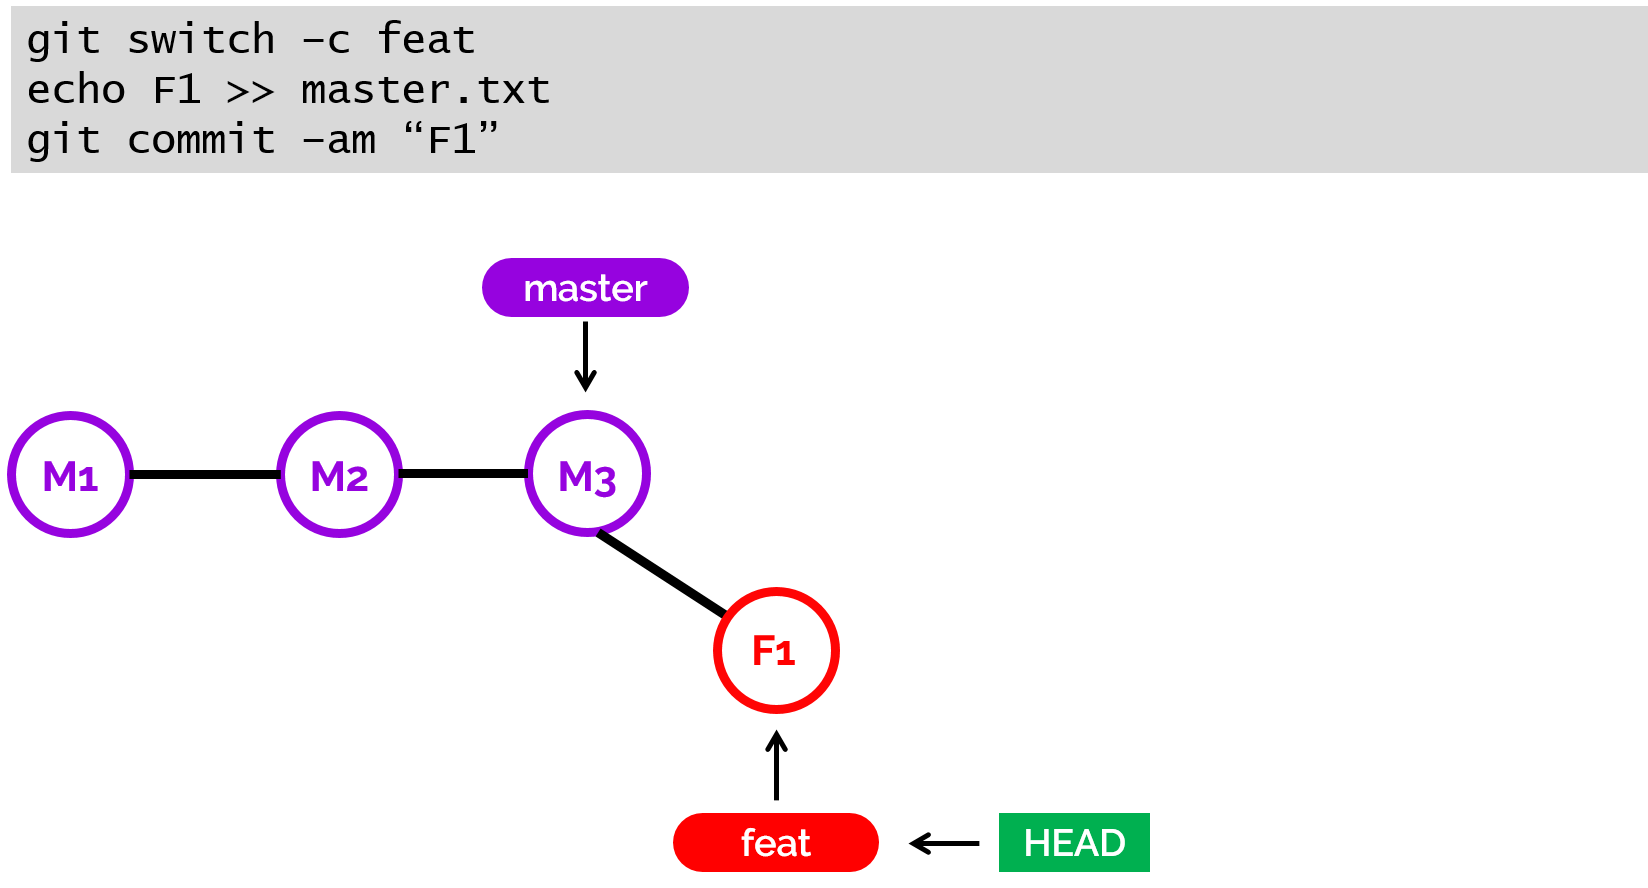 git switch –c feat
echo F1 >> master.txt
git commit –am “F1”
master
M1
M2
M3
F1
feat
HEAD